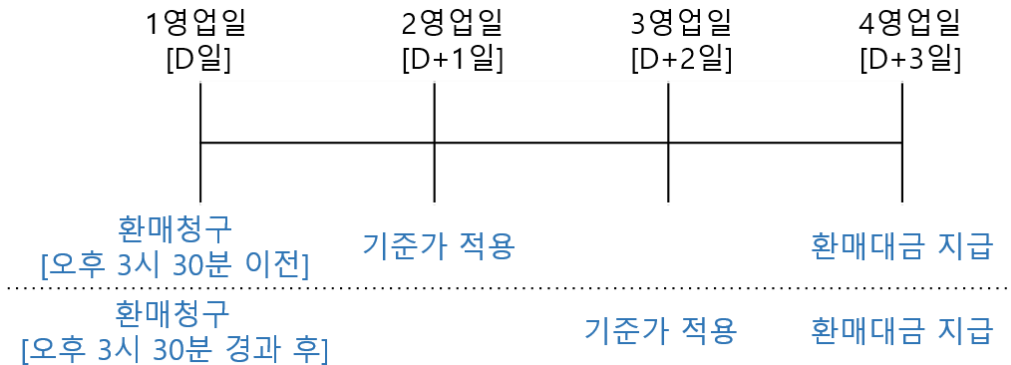 1영업일 2영업일 3영업일 4영업일
[D일] [D+1일] [D+2일] [D+3일]
환매청구
[오후 3시 30분 이전]
기준가 적용
환매대금 지급
환매청구
[오후 3시 30분 경과 후]
기준가 적용
환매대금 지급